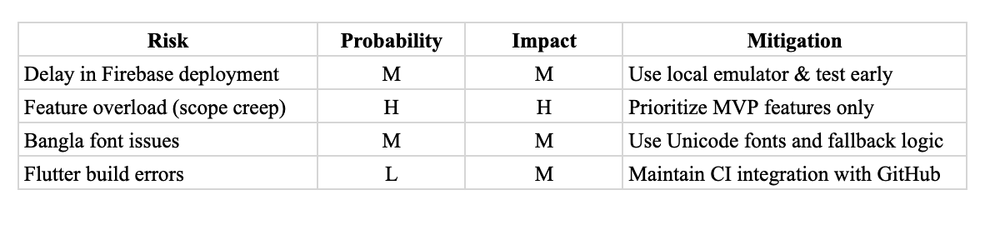 Risk Probability Impact Mitigation
Delay in Firebase deployment M M Use local emulator & test early
Feature overload (scope creep) H H Prioritize MVP features only
Bangla font issues M M Use Unicode fonts and fallback logic
Flutter build errors L M Maintain CI integration with GitHub